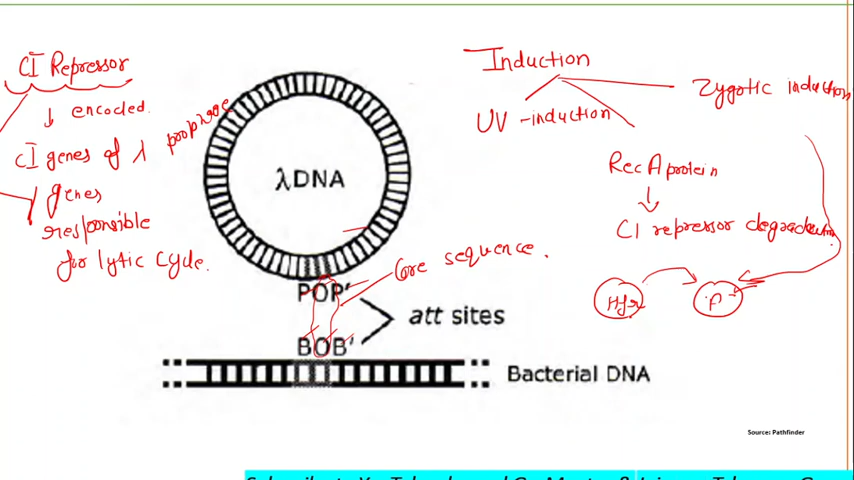 CI Repressor
encoded.
CI genes of λ prophage
genes
responsible
for lytic cycle.
λDNA
POP'
Core sequence.
att sites
BOB'
Bacterial DNA
Induction
UV-induction
Zygotic induction
Rec A protein
CI repressor degradation
Hfr
F-
Source: Pathfinder